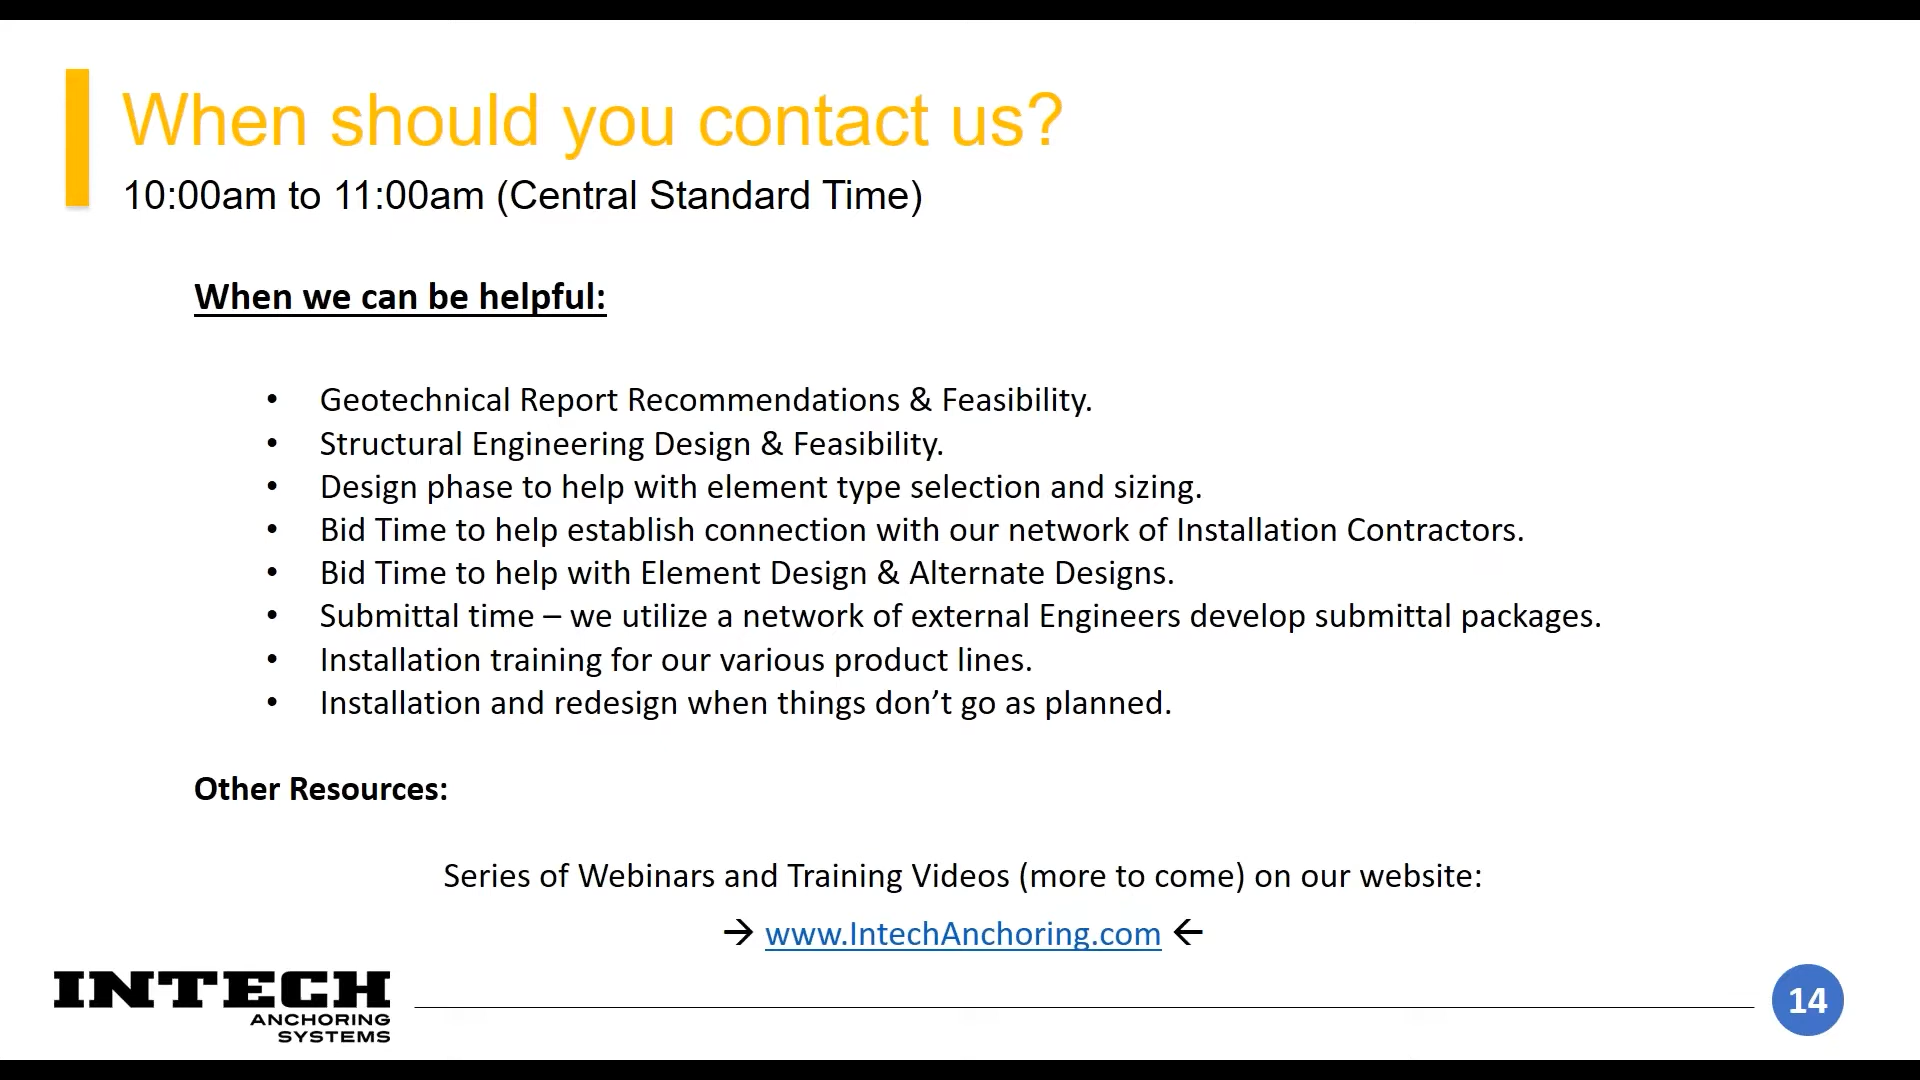 When should you contact us?
10:00am to 11:00am (Central Standard Time)
When we can be helpful:
• Geotechnical Report Recommendations & Feasibility.
• Structural Engineering Design & Feasibility.
• Design phase to help with element type selection and sizing.
• Bid Time to help establish connection with our network of Installation Contractors.
• Bid Time to help with Element Design & Alternate Designs.
• Submittal time – we utilize a network of external Engineers develop submittal packages.
• Installation training for our various product lines.
• Installation and redesign when things don’t go as planned.
Other Resources:
Series of Webinars and Training Videos (more to come) on our website:
→ www.IntechAnchoring.com ←
INTECH
ANCHORING
SYSTEMS
14